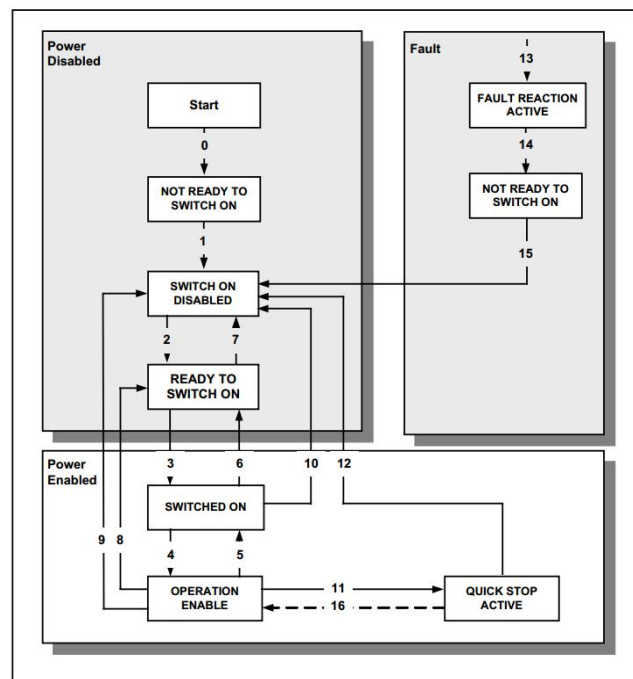 Power
Disabled
Start
0
NOT READY TO
SWITCH ON
1
SWITCH ON
DISABLED
2
7
READY TO
SWITCH ON
Fault
13
FAULT REACTION
ACTIVE
14
NOT READY TO
SWITCH ON
15
Power
Enabled
3
6
10
12
SWITCHED ON
9
8
4
5
OPERATION
ENABLE
11
16
QUICK STOP
ACTIVE